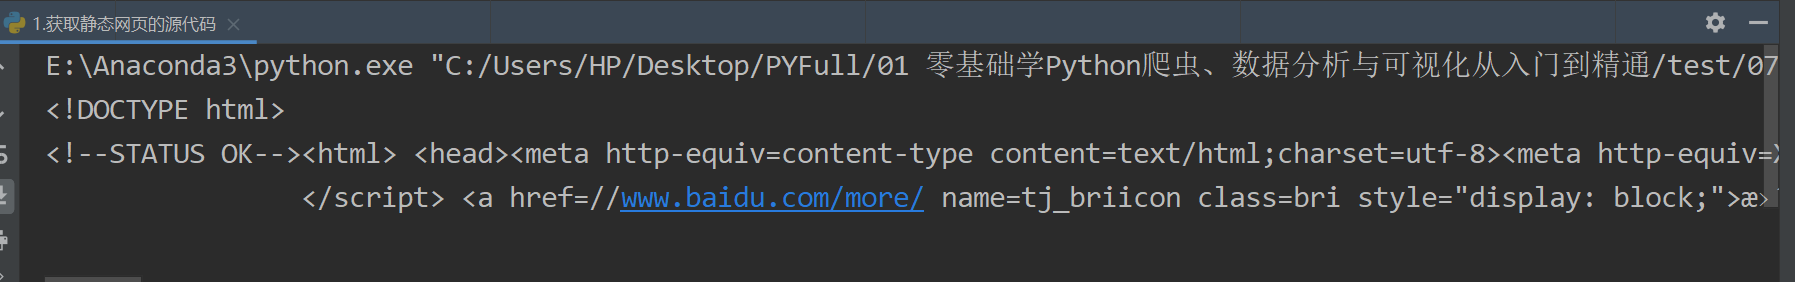 1.获取静态网页的源代码
E:\Anaconda3\python.exe "C:/Users/HP/Desktop/PYFull/01 零基础学Python爬虫、数据分析与可视化从入门到精通/test/07
<!DOCTYPE html>
<!--STATUS OK--><html> <head><meta http-equiv=content-type content=text/html;charset=utf-8><meta http-equiv=X
</script> <a href=//www.baidu.com/more/ name=tj_briicon class=bri style="display: block;">æ